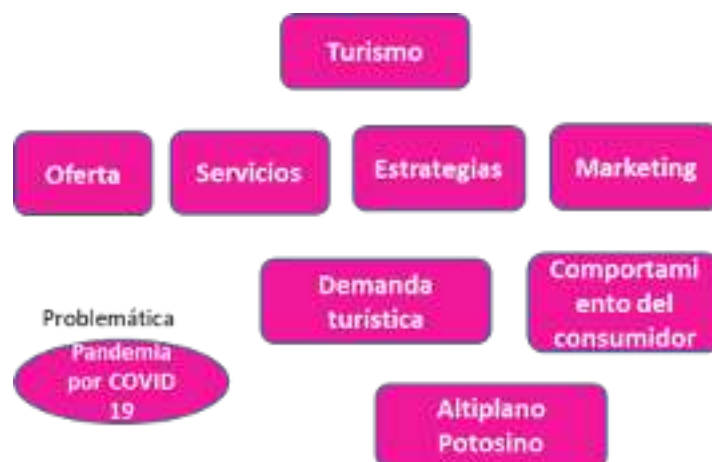 Turismo
Oferta
Servicios
Estrategias
Marketing
Demanda
turística
Comportami
ento del
consumidor
Problemática
Pandemia
por COVID
19
Altiplano
Potosino